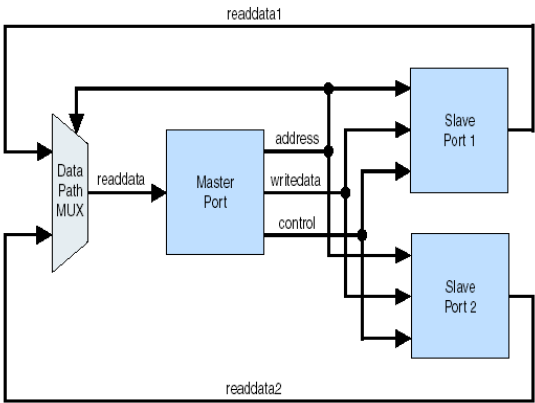 readdata1
Slave
Port 1
address
Data
Path
MUX
readdata
Master
Port
writedata
control
Slave
Port 2
readdata2